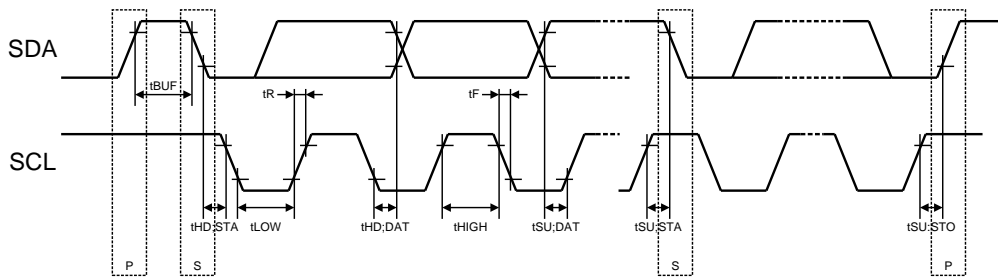 SDA
tBUF
tR
tF
SCL
tHD;STA
tLOW
tHD;DAT
tHIGH
tSU;DAT
tSU;STA
tSU;STO
P
S
S
P